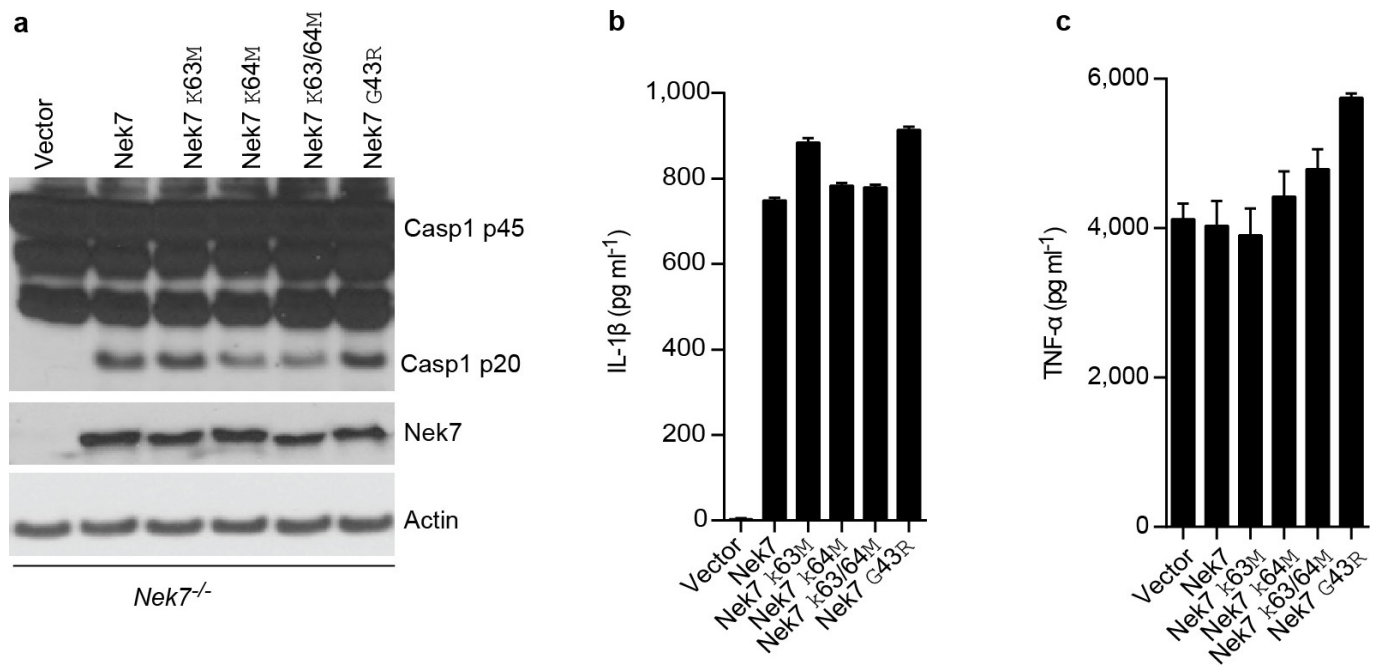 a
Vector
Nek7
Nek7 K63M
Nek7 K64M
Nek7 K63/64M
Nek7 G43R
Casp1 p45
Casp1 p20
Nek7
Actin
Nek7-/-
b
IL-1β (pg ml-1)
1,000
800
600
400
200
0
Vector
Nek7
Nek7 k63M
Nek7 k64M
Nek7 k63/64M
Nek7 G43R
c
TNF-α (pg ml-1)
6,000
4,000
2,000
0
Vector
Nek7
Nek7 k63M
Nek7 k64M
Nek7 k63/64M
Nek7 G43R